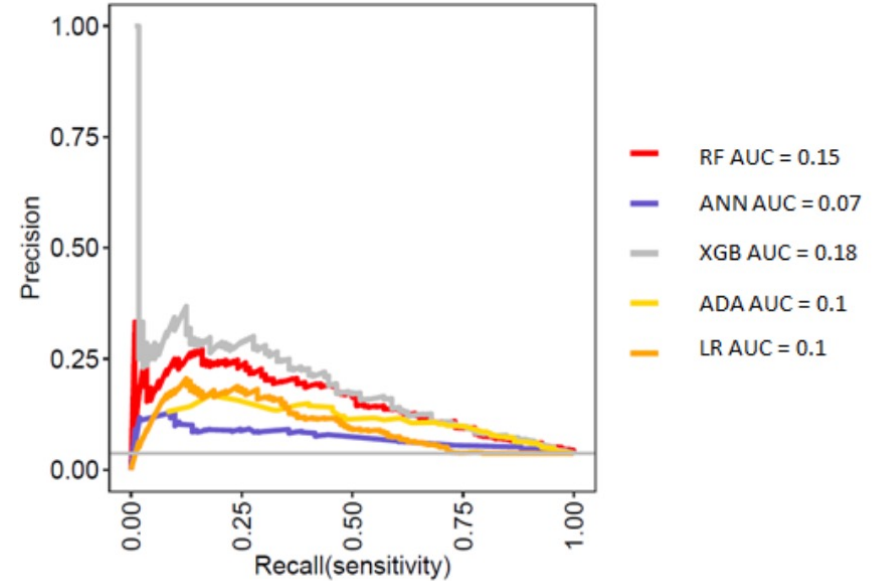 1.00
0.75
0.50
0.25
0.00
Precision
0.00
0.25
0.50
0.75
1.00
Recall(sensitivity)
RF AUC = 0.15
ANN AUC = 0.07
XGB AUC = 0.18
ADA AUC = 0.1
LR AUC = 0.1